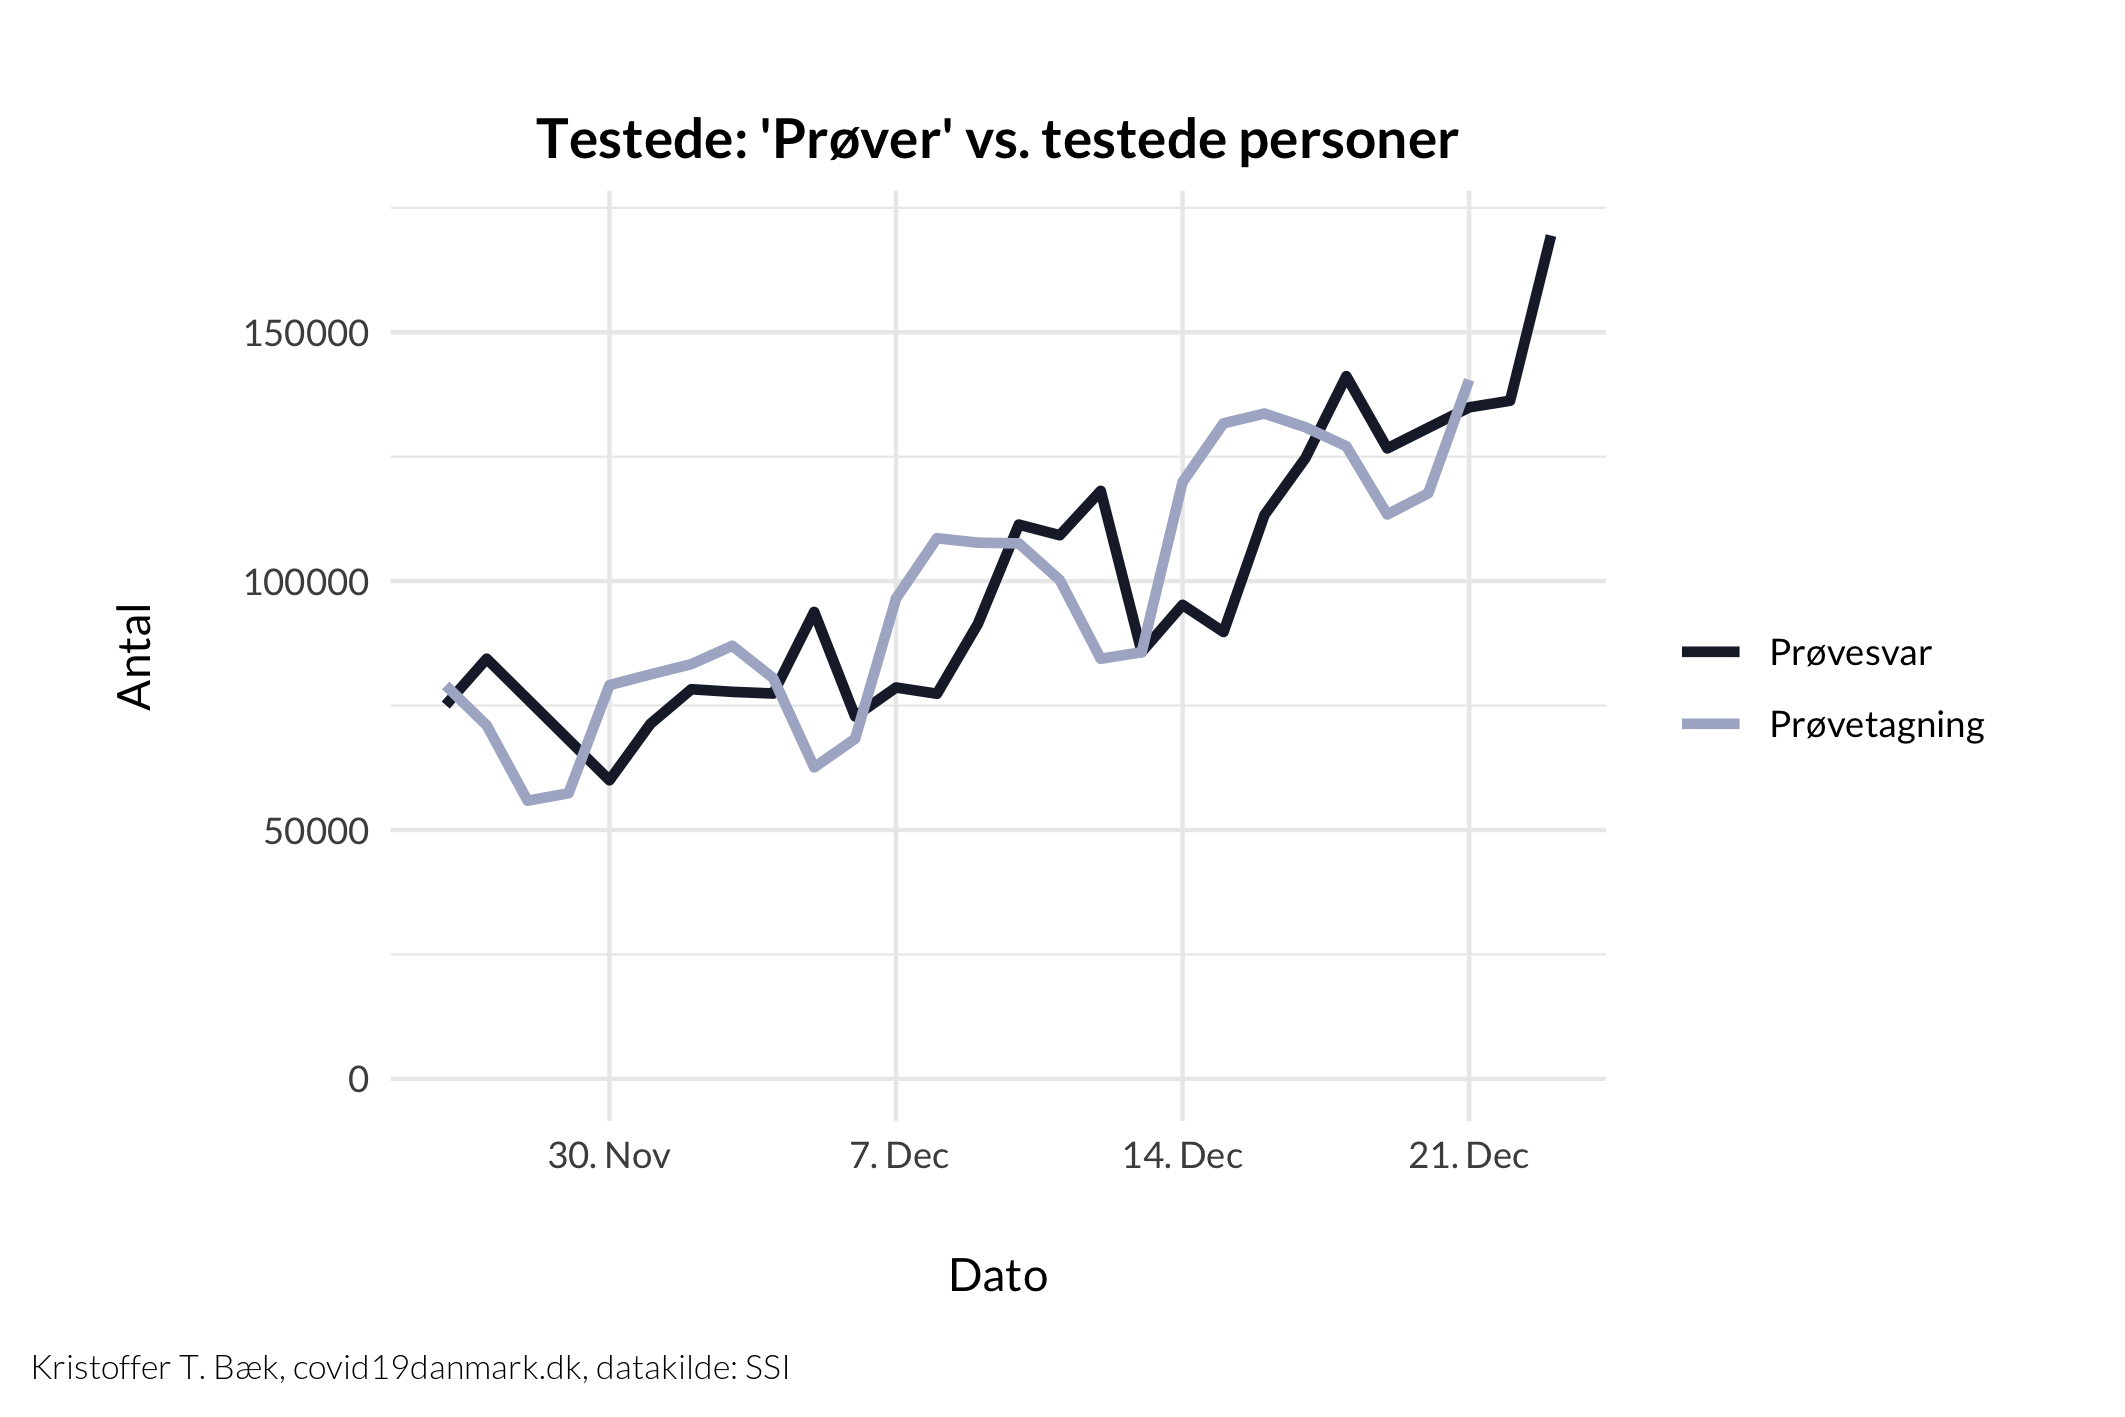 Testede: 'Prøver' vs. testede personer
150000
100000
50000
0
Antal
30. Nov
7. Dec
14. Dec
21. Dec
Dato
Prøvesvar
Prøvetagning
Kristoffer T. Bæk, covid19danmark.dk, datakilde: SSI